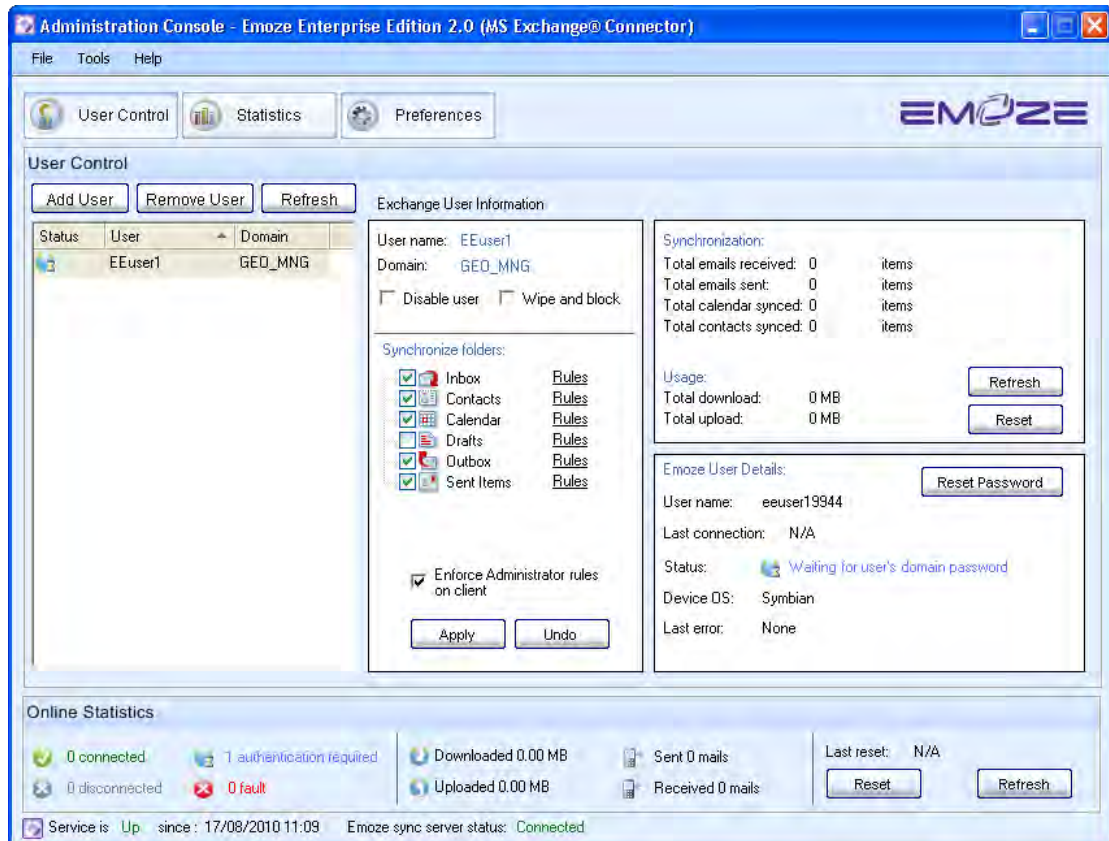 Administration Console - Emoze Enterprise Edition 2.0 (MS Exchange® Connector)
File Tools Help
User Control Statistics Preferences
EMOZE
User Control
Add User Remove User Refresh
Status User Domain
EEuser1 GEO_MNG
Exchange User Information
User name: EEuser1
Domain: GEO_MNG
Disable user Wipe and block
Synchronize folders:
Inbox Rules
Contacts Rules
Calendar Rules
Drafts Rules
Outbox Rules
Sent Items Rules
Enforce Administrator rules
on client
Apply Undo
Synchronization:
Total emails received: 0 items
Total emails sent: 0 items
Total calendar synced: 0 items
Total contacts synced: 0 items
Usage:
Total download: 0 MB
Total upload: 0 MB
Refresh
Reset
Emoze User Details:
Reset Password
User name: eeuser19944
Last connection: N/A
Status: Waiting for user's domain password
Device OS: Symbian
Last error: None
Online Statistics
0 connected 1 authentication required Downloaded 0.00 MB Sent 0 mails Last reset: N/A
0 disconnected 0 fault Uploaded 0.00 MB Received 0 mails Reset Refresh
Service is Up since : 17/08/2010 11:09 Emoze sync server status: Connected